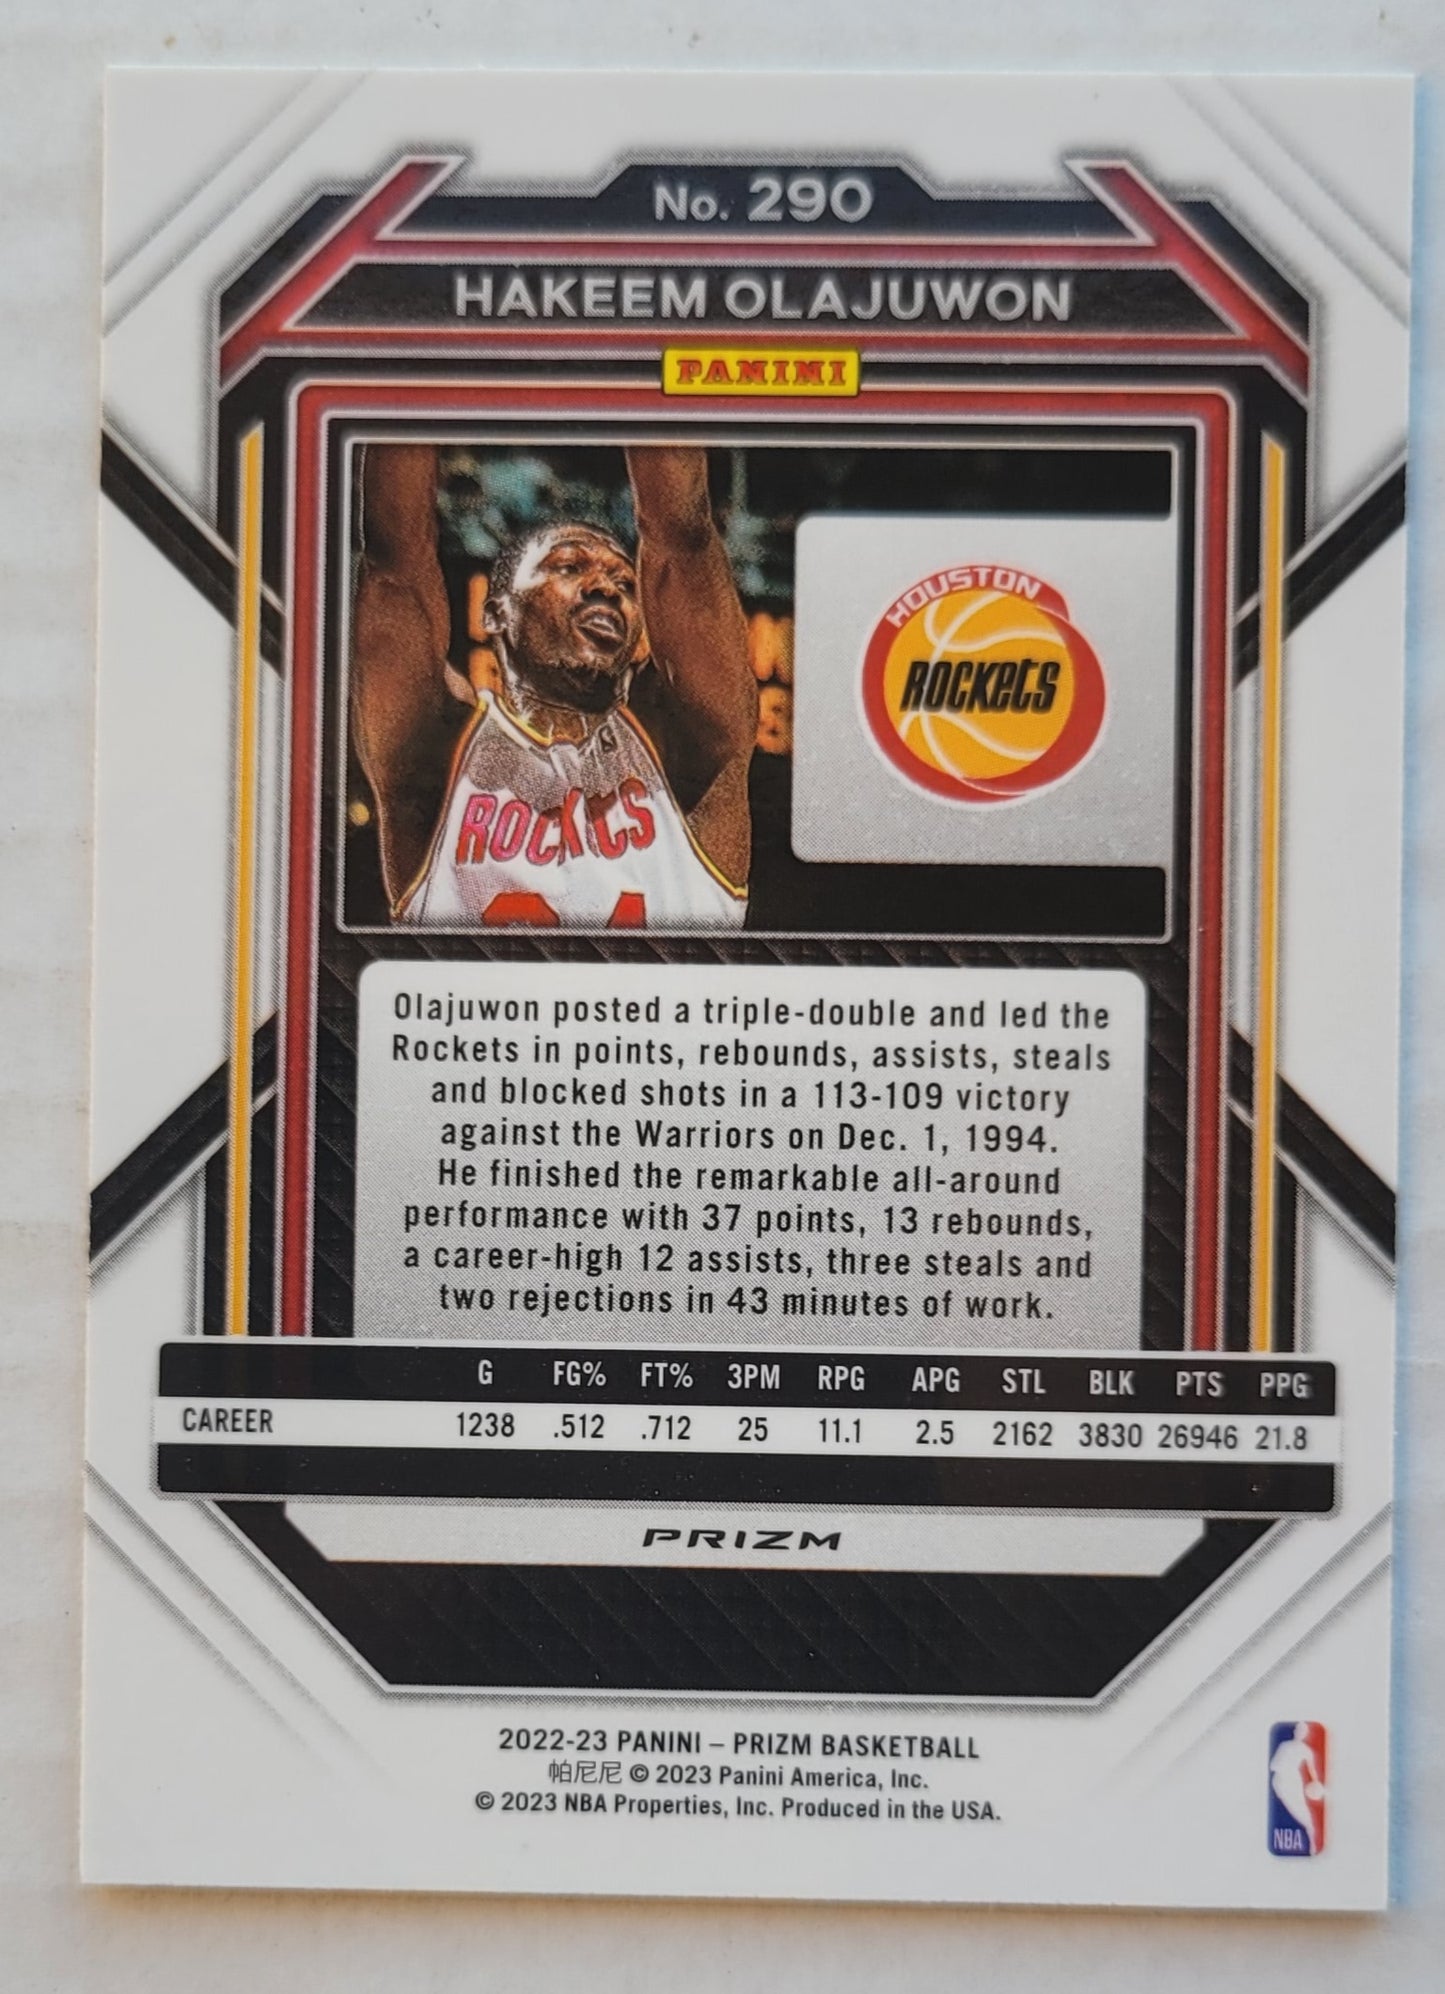 No. 290
HAKEEM OLAJUWON
PANINI
HOUSTON
ROCKETS
ROCKETS
Olajuwon posted a triple-double and led the
Rockets in points, rebounds, assists, steals
and blocked shots in a 113-109 victory
against the Warriors on Dec. 1, 1994.
He finished the remarkable all-around
performance with 37 points, 13 rebounds,
a career-high 12 assists, three steals and
two rejections in 43 minutes of work.
G FG% FT% 3PM RPG APG STL BLK PTS PPG
CAREER 1238 .512 .712 25 11.1 2.5 2162 3830 26946 21.8
PRIZM
2022-23 PANINI – PRIZM BASKETBALL
帕尼尼 © 2023 Panini America, Inc.
© 2023 NBA Properties, Inc. Produced in the USA.
NBA